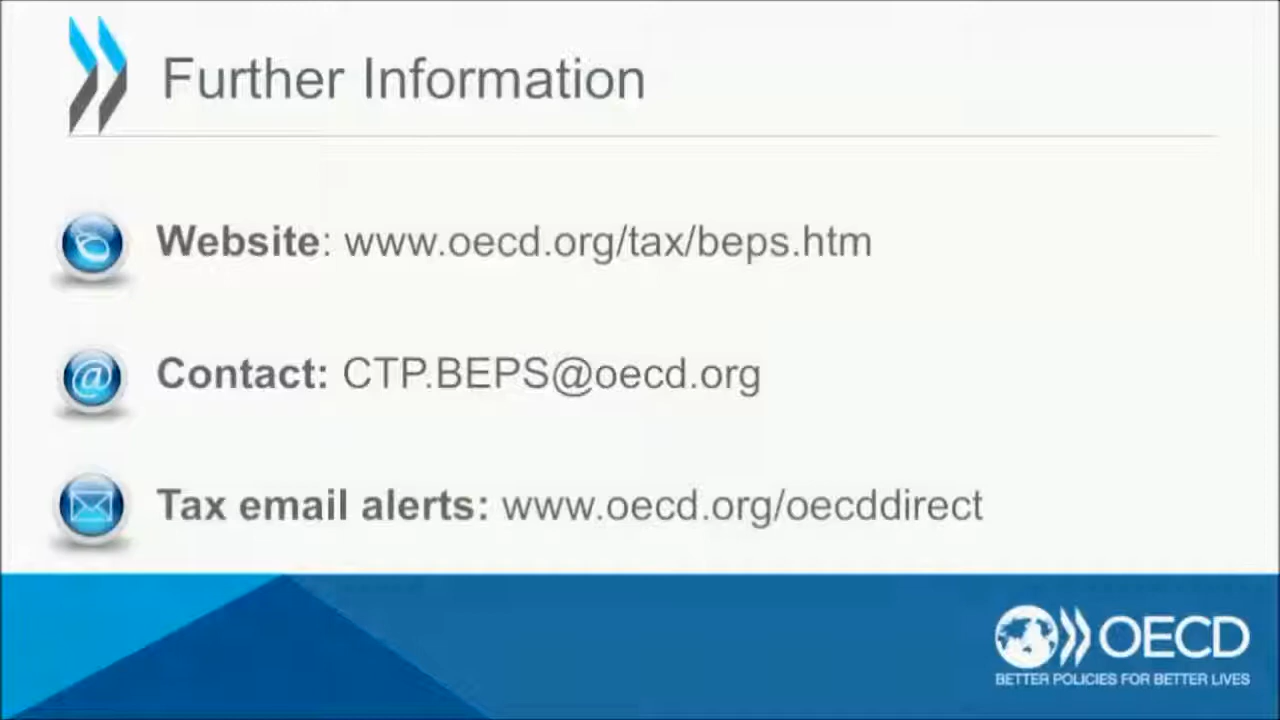 Further Information
Website: www.oecd.org/tax/beps.htm
@ Contact: CTP.BEPS@oecd.org
Tax email alerts: www.oecd.org/oecddirect
OECD
BETTER POLICIES FOR BETTER LIVES